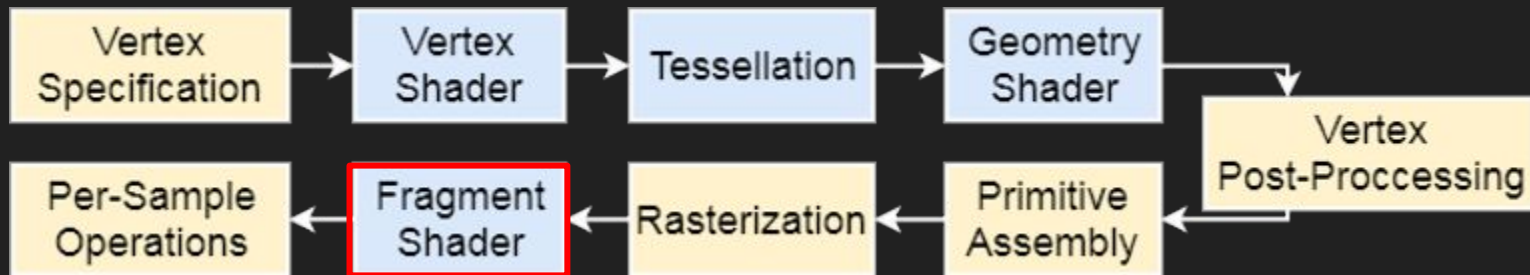 Vertex
Specification
Vertex
Shader
Tessellation
Geometry
Shader
Vertex
Post-Proccessing
Primitive
Assembly
Rasterization
Fragment
Shader
Per-Sample
Operations